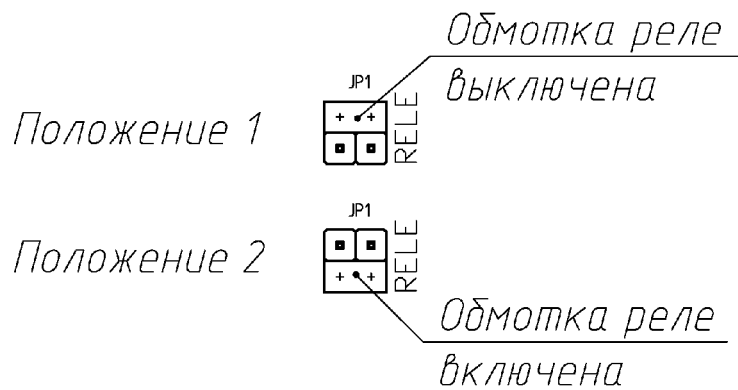 Обмотка реле
выключена
JP1
Положение 1
RELE
JP1
Положение 2
RELE
Обмотка реле
включена